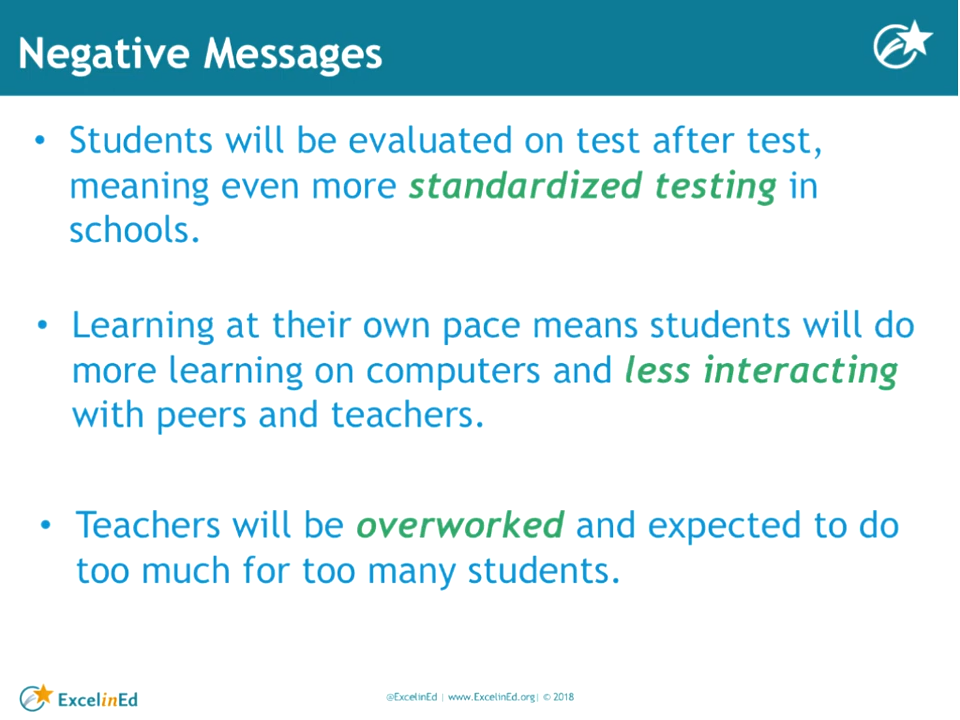 Negative Messages
• Students will be evaluated on test after test,
meaning even more standardized testing in
schools.
• Learning at their own pace means students will do
more learning on computers and less interacting
with peers and teachers.
• Teachers will be overworked and expected to do
too much for too many students.
ExcelinEd
@ExcelinEd | www.ExcelinEd.org| © 2018